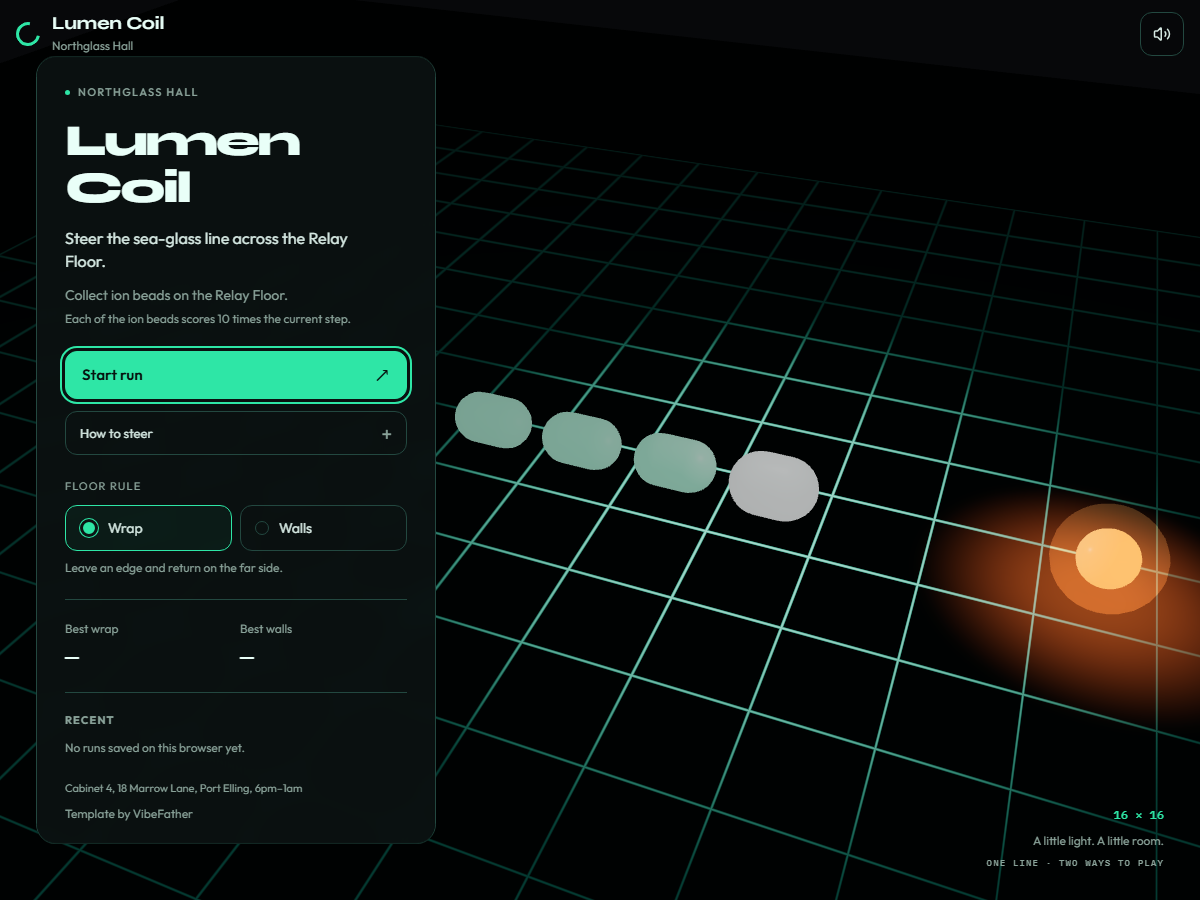 Lumen Coil
Northglass Hall
NORTHGLASS HALL
Lumen
Coil
Steer the sea-glass line across the Relay
Floor.
Collect ion beads on the Relay Floor.
Each of the ion beads scores 10 times the current step.
Start run ↗
How to steer +
FLOOR RULE
Wrap Walls
Leave an edge and return on the far side.
Best wrap Best walls
— —
RECENT
No runs saved on this browser yet.
Cabinet 4, 18 Marrow Lane, Port Elling, 6pm–1am
Template by VibeFather
16 × 16
A little light. A little room.
ONE LINE · TWO WAYS TO PLAY